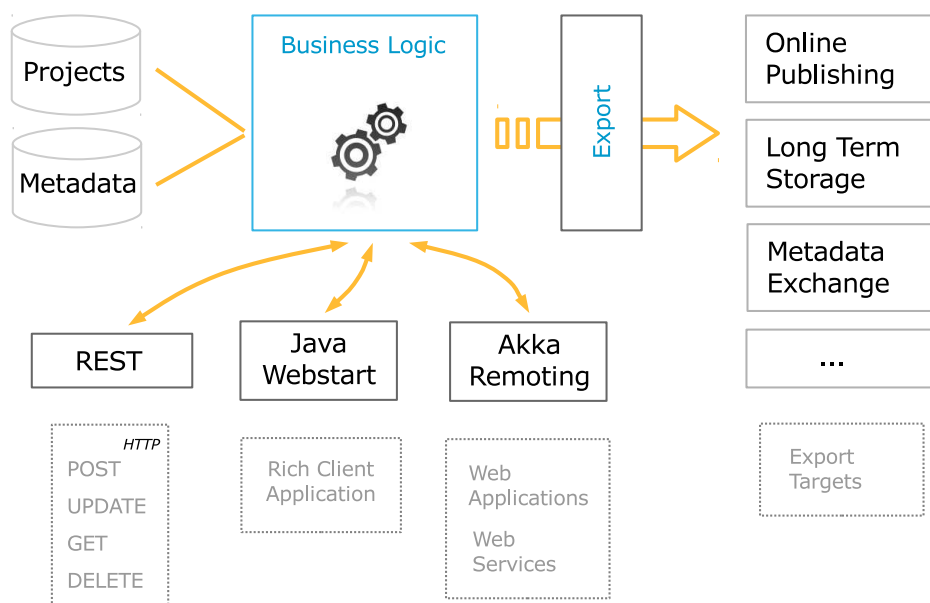 Projects
Metadata
Business Logic
Export
Online
Publishing
Long Term
Storage
Metadata
Exchange
...
REST
Java
Webstart
Akka
Remoting
HTTP
POST
UPDATE
GET
DELETE
Rich Client
Application
Web
Applications
Web
Services
Export
Targets